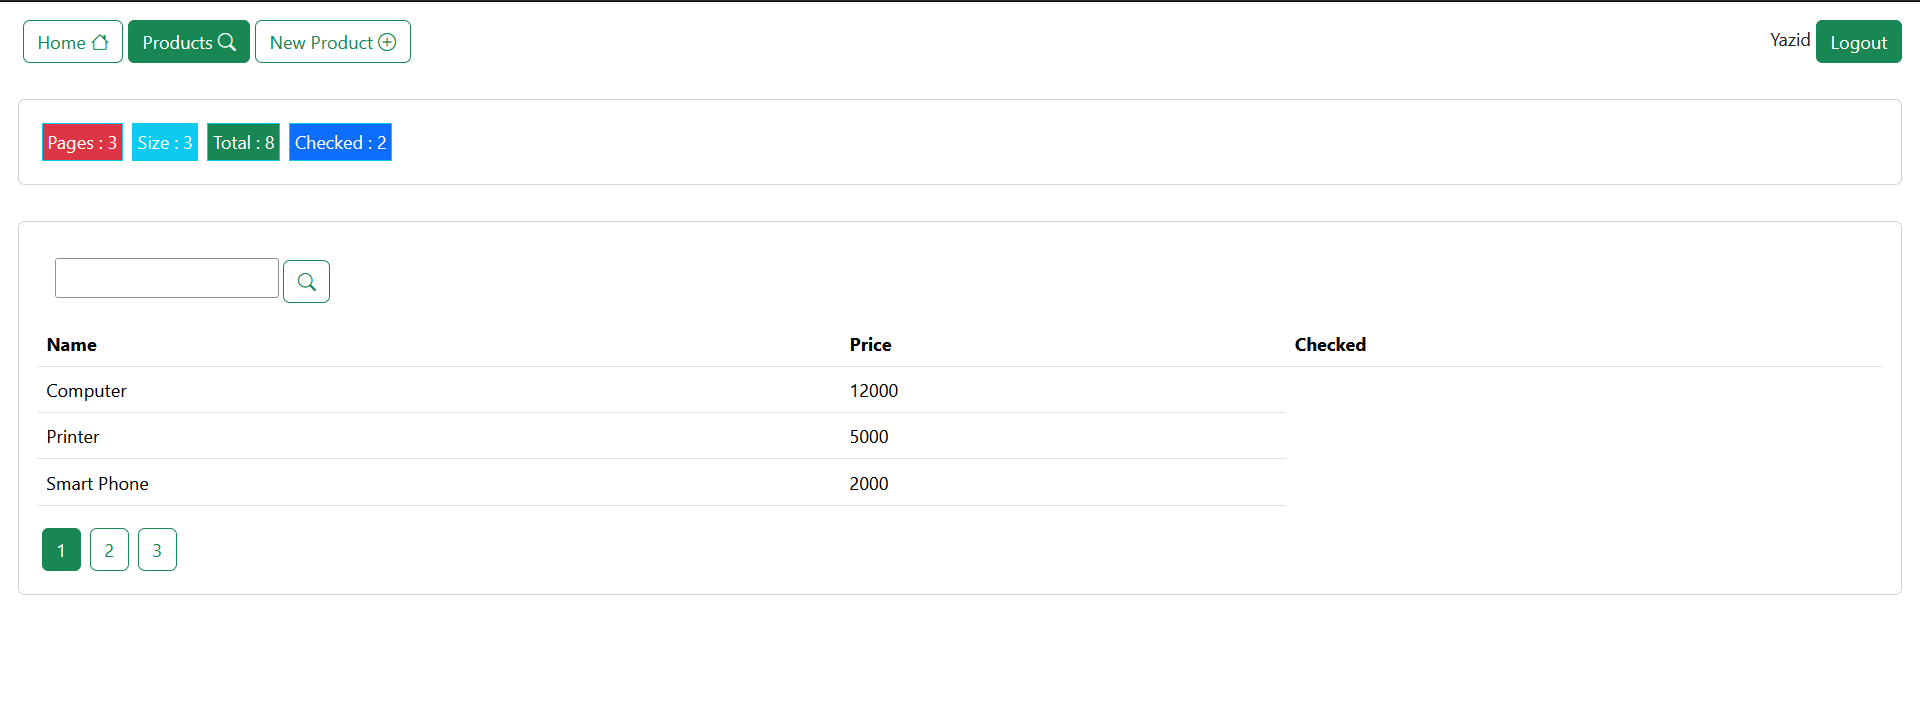 Home Products New Product Yazid Logout
Pages : 3 Size : 3 Total : 8 Checked : 2
Name Price Checked
Computer 12000
Printer 5000
Smart Phone 2000
1 2 3